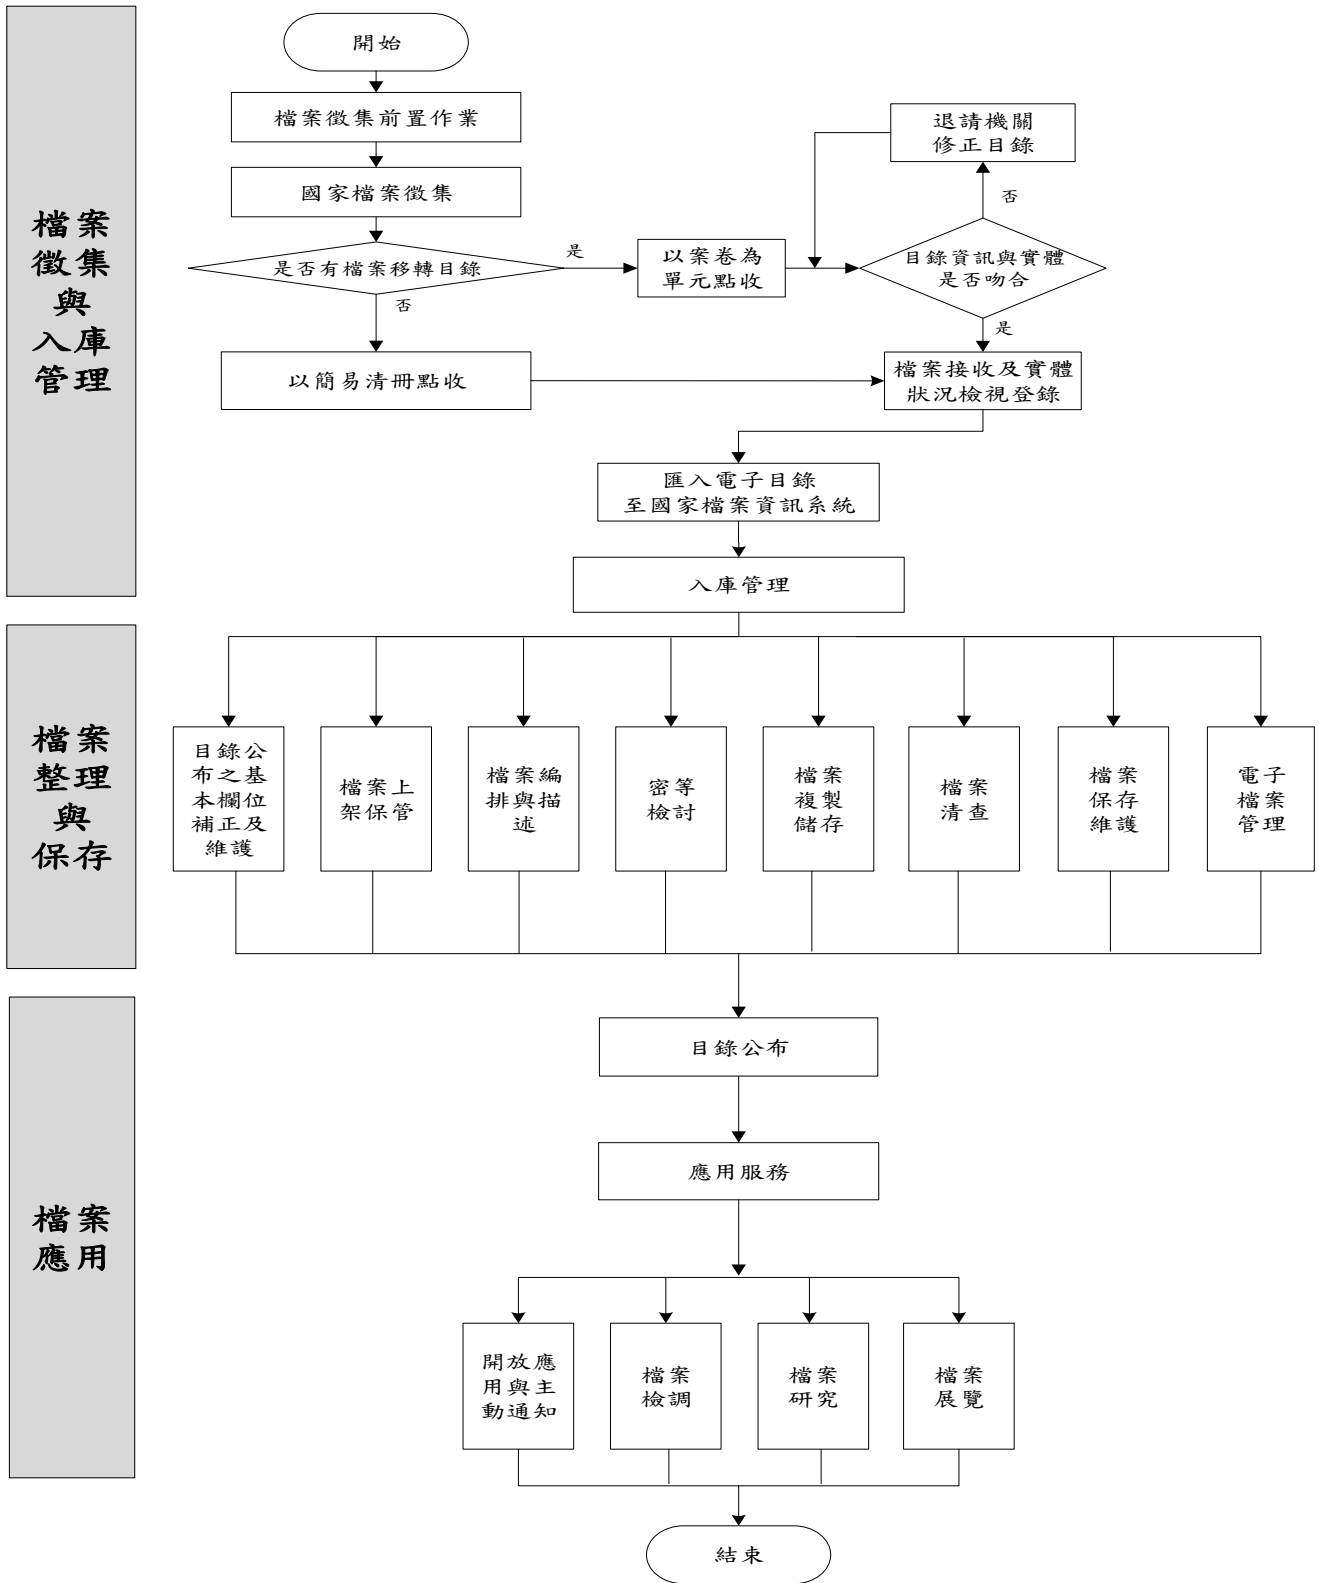 檔案
徵集
與
入庫
管理
開始
檔案徵集前置作業
國家檔案徵集
是否有檔案移轉目錄
是
否
以案卷為
單元點收
退請機關
修正目錄
否
目錄資訊與實體
是否吻合
是
以簡易清冊點收
檔案接收及實體
狀況檢視登錄
匯入電子目錄
至國家檔案資訊系統
入庫管理
檔案
整理
與
保存
目錄公
布之基
本欄位
補正及
維護
檔案上
架保管
檔案編
排與描
述
密等
檢討
檔案
複製
儲存
檔案
清查
檔案
保存
維護
電子
檔案
管理
檔案
應用
目錄公布
應用服務
開放應
用與主
動通知
檔案
檢調
檔案
研究
檔案
展覽
結束